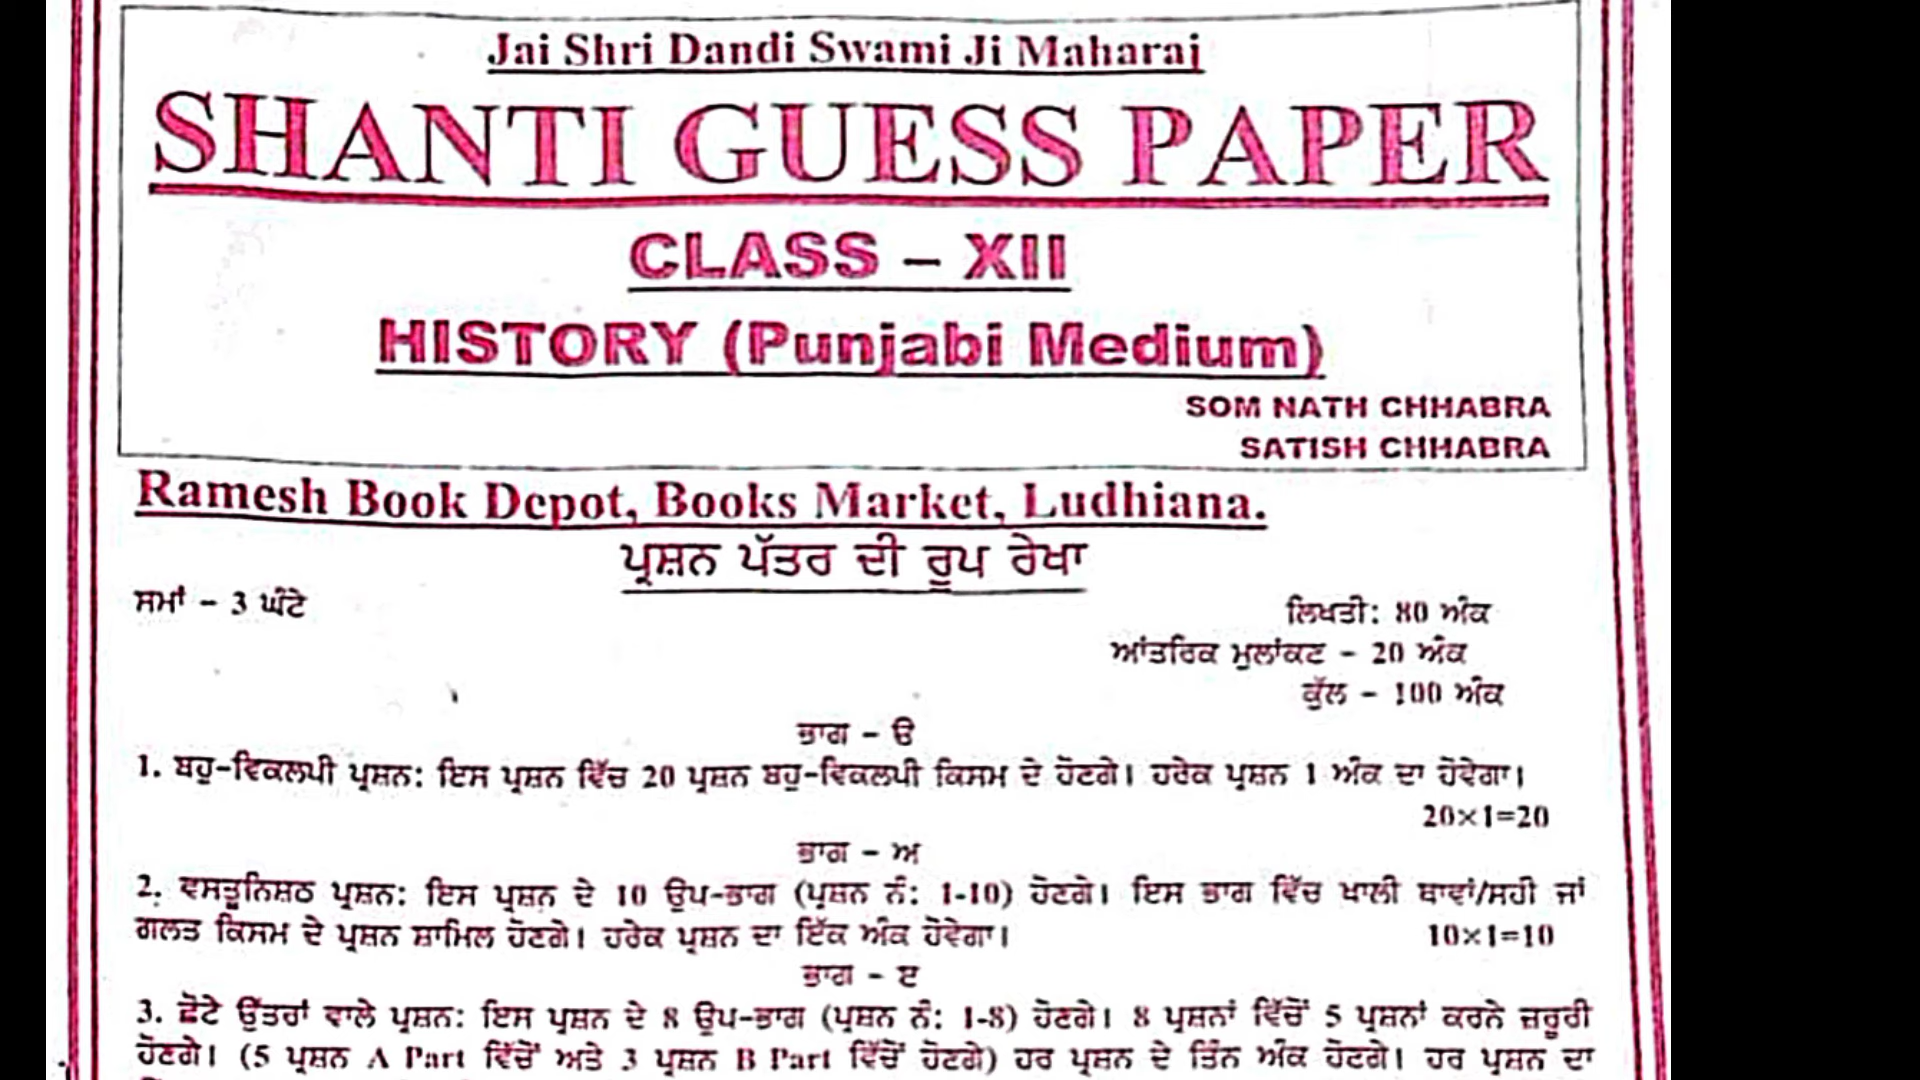 Jai Shri Dandi Swami Ji Maharaj
SHANTI GUESS PAPER
CLASS – XII
HISTORY (Punjabi Medium)
SOM NATH CHHABRA
SATISH CHHABRA
Ramesh Book Depot, Books Market, Ludhiana.
ਪ੍ਰਸ਼ਨ ਪੱਤਰ ਦੀ ਰੂਪ ਰੇਖਾ
ਸਮਾਂ – 3 ਘੰਟੇ
ਲਿਖਤੀ: 80 ਅੰਕ
ਆਂਤਰਿਕ ਮੁਲਾਂਕਣ – 20 ਅੰਕ
ਕੁੱਲ – 100 ਅੰਕ
ਭਾਗ – ੳ
1. ਬਹੁ-ਵਿਕਲਪੀ ਪ੍ਰਸ਼ਨ: ਇਸ ਪ੍ਰਸ਼ਨ ਵਿੱਚ 20 ਪ੍ਰਸ਼ਨ ਬਹੁ-ਵਿਕਲਪੀ ਕਿਸਮ ਦੇ ਹੋਣਗੇ। ਹਰੇਕ ਪ੍ਰਸ਼ਨ 1 ਅੰਕ ਦਾ ਹੋਵੇਗਾ।
20×1=20
ਭਾਗ – ਅ
2. ਵਸਤੂਨਿਸ਼ਠ ਪ੍ਰਸ਼ਨ: ਇਸ ਪ੍ਰਸ਼ਨ ਦੇ 10 ਉਪ-ਭਾਗ (ਪ੍ਰਸ਼ਨ ਨੰ: 1-10) ਹੋਣਗੇ। ਇਸ ਭਾਗ ਵਿੱਚ ਖਾਲੀ ਥਾਵਾਂ/ਸਹੀ ਜਾਂ
ਗਲਤ ਕਿਸਮ ਦੇ ਪ੍ਰਸ਼ਨ ਸ਼ਾਮਿਲ ਹੋਣਗੇ। ਹਰੇਕ ਪ੍ਰਸ਼ਨ ਦਾ ਇੱਕ ਅੰਕ ਹੋਵੇਗਾ। 10×1=10
ਭਾਗ – ੲ
3. ਛੋਟੇ ਉੱਤਰਾਂ ਵਾਲੇ ਪ੍ਰਸ਼ਨ: ਇਸ ਪ੍ਰਸ਼ਨ ਦੇ 8 ਉਪ-ਭਾਗ (ਪ੍ਰਸ਼ਨ ਨੰ: 1-8) ਹੋਣਗੇ। 8 ਪ੍ਰਸ਼ਨਾਂ ਵਿੱਚੋਂ 5 ਪ੍ਰਸ਼ਨਾਂ ਕਰਨੇ ਜ਼ਰੂਰੀ
ਹੋਣਗੇ। (5 ਪ੍ਰਸ਼ਨ A Part ਵਿੱਚੋਂ ਅਤੇ 3 ਪ੍ਰਸ਼ਨ B Part ਵਿੱਚੋਂ ਹੋਣਗੇ) ਹਰ ਪ੍ਰਸ਼ਨ ਦੇ ਤਿੰਨ ਅੰਕ ਹੋਣਗੇ। ਹਰ ਪ੍ਰਸ਼ਨ ਦਾ